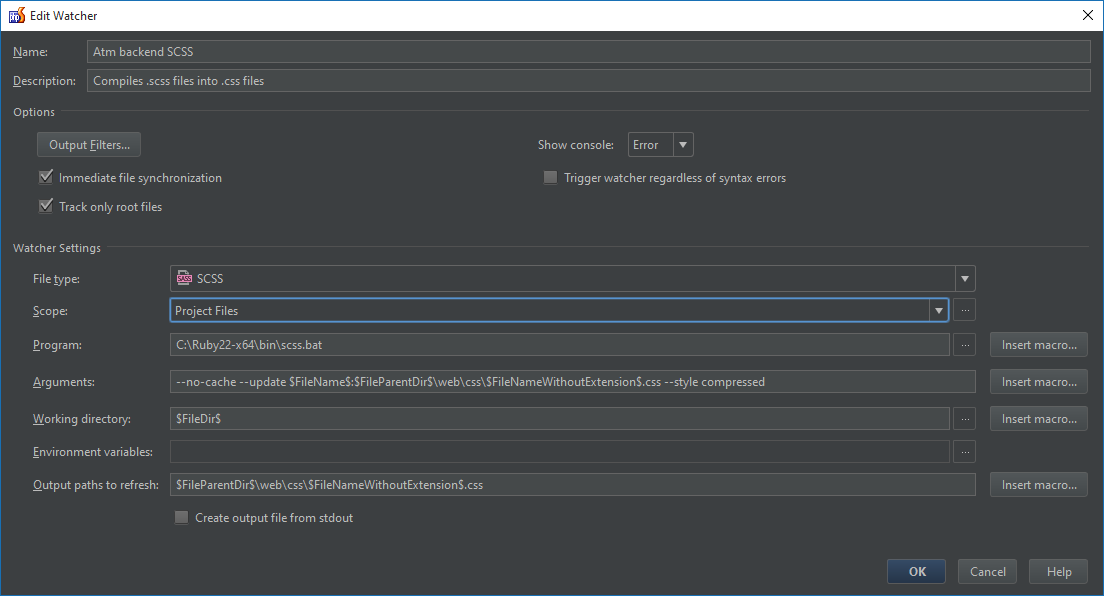 Edit Watcher
Name: Atm backend SCSS
Description: Compiles .scss files into .css files
Options
Output Filters... Show console: Error
Immediate file synchronization Trigger watcher regardless of syntax errors
Track only root files
Watcher Settings
File type: SCSS
Scope: Project Files ...
Program: C:\Ruby22-x64\bin\scss.bat ... Insert macro...
Arguments: --no-cache --update $FileName$:$FileParentDir$\web\css\$FileNameWithoutExtension$.css --style compressed Insert macro...
Working directory: $FileDir$ ... Insert macro...
Environment variables: ...
Output paths to refresh: $FileParentDir$\web\css\$FileNameWithoutExtension$.css Insert macro...
Create output file from stdout
OK Cancel Help